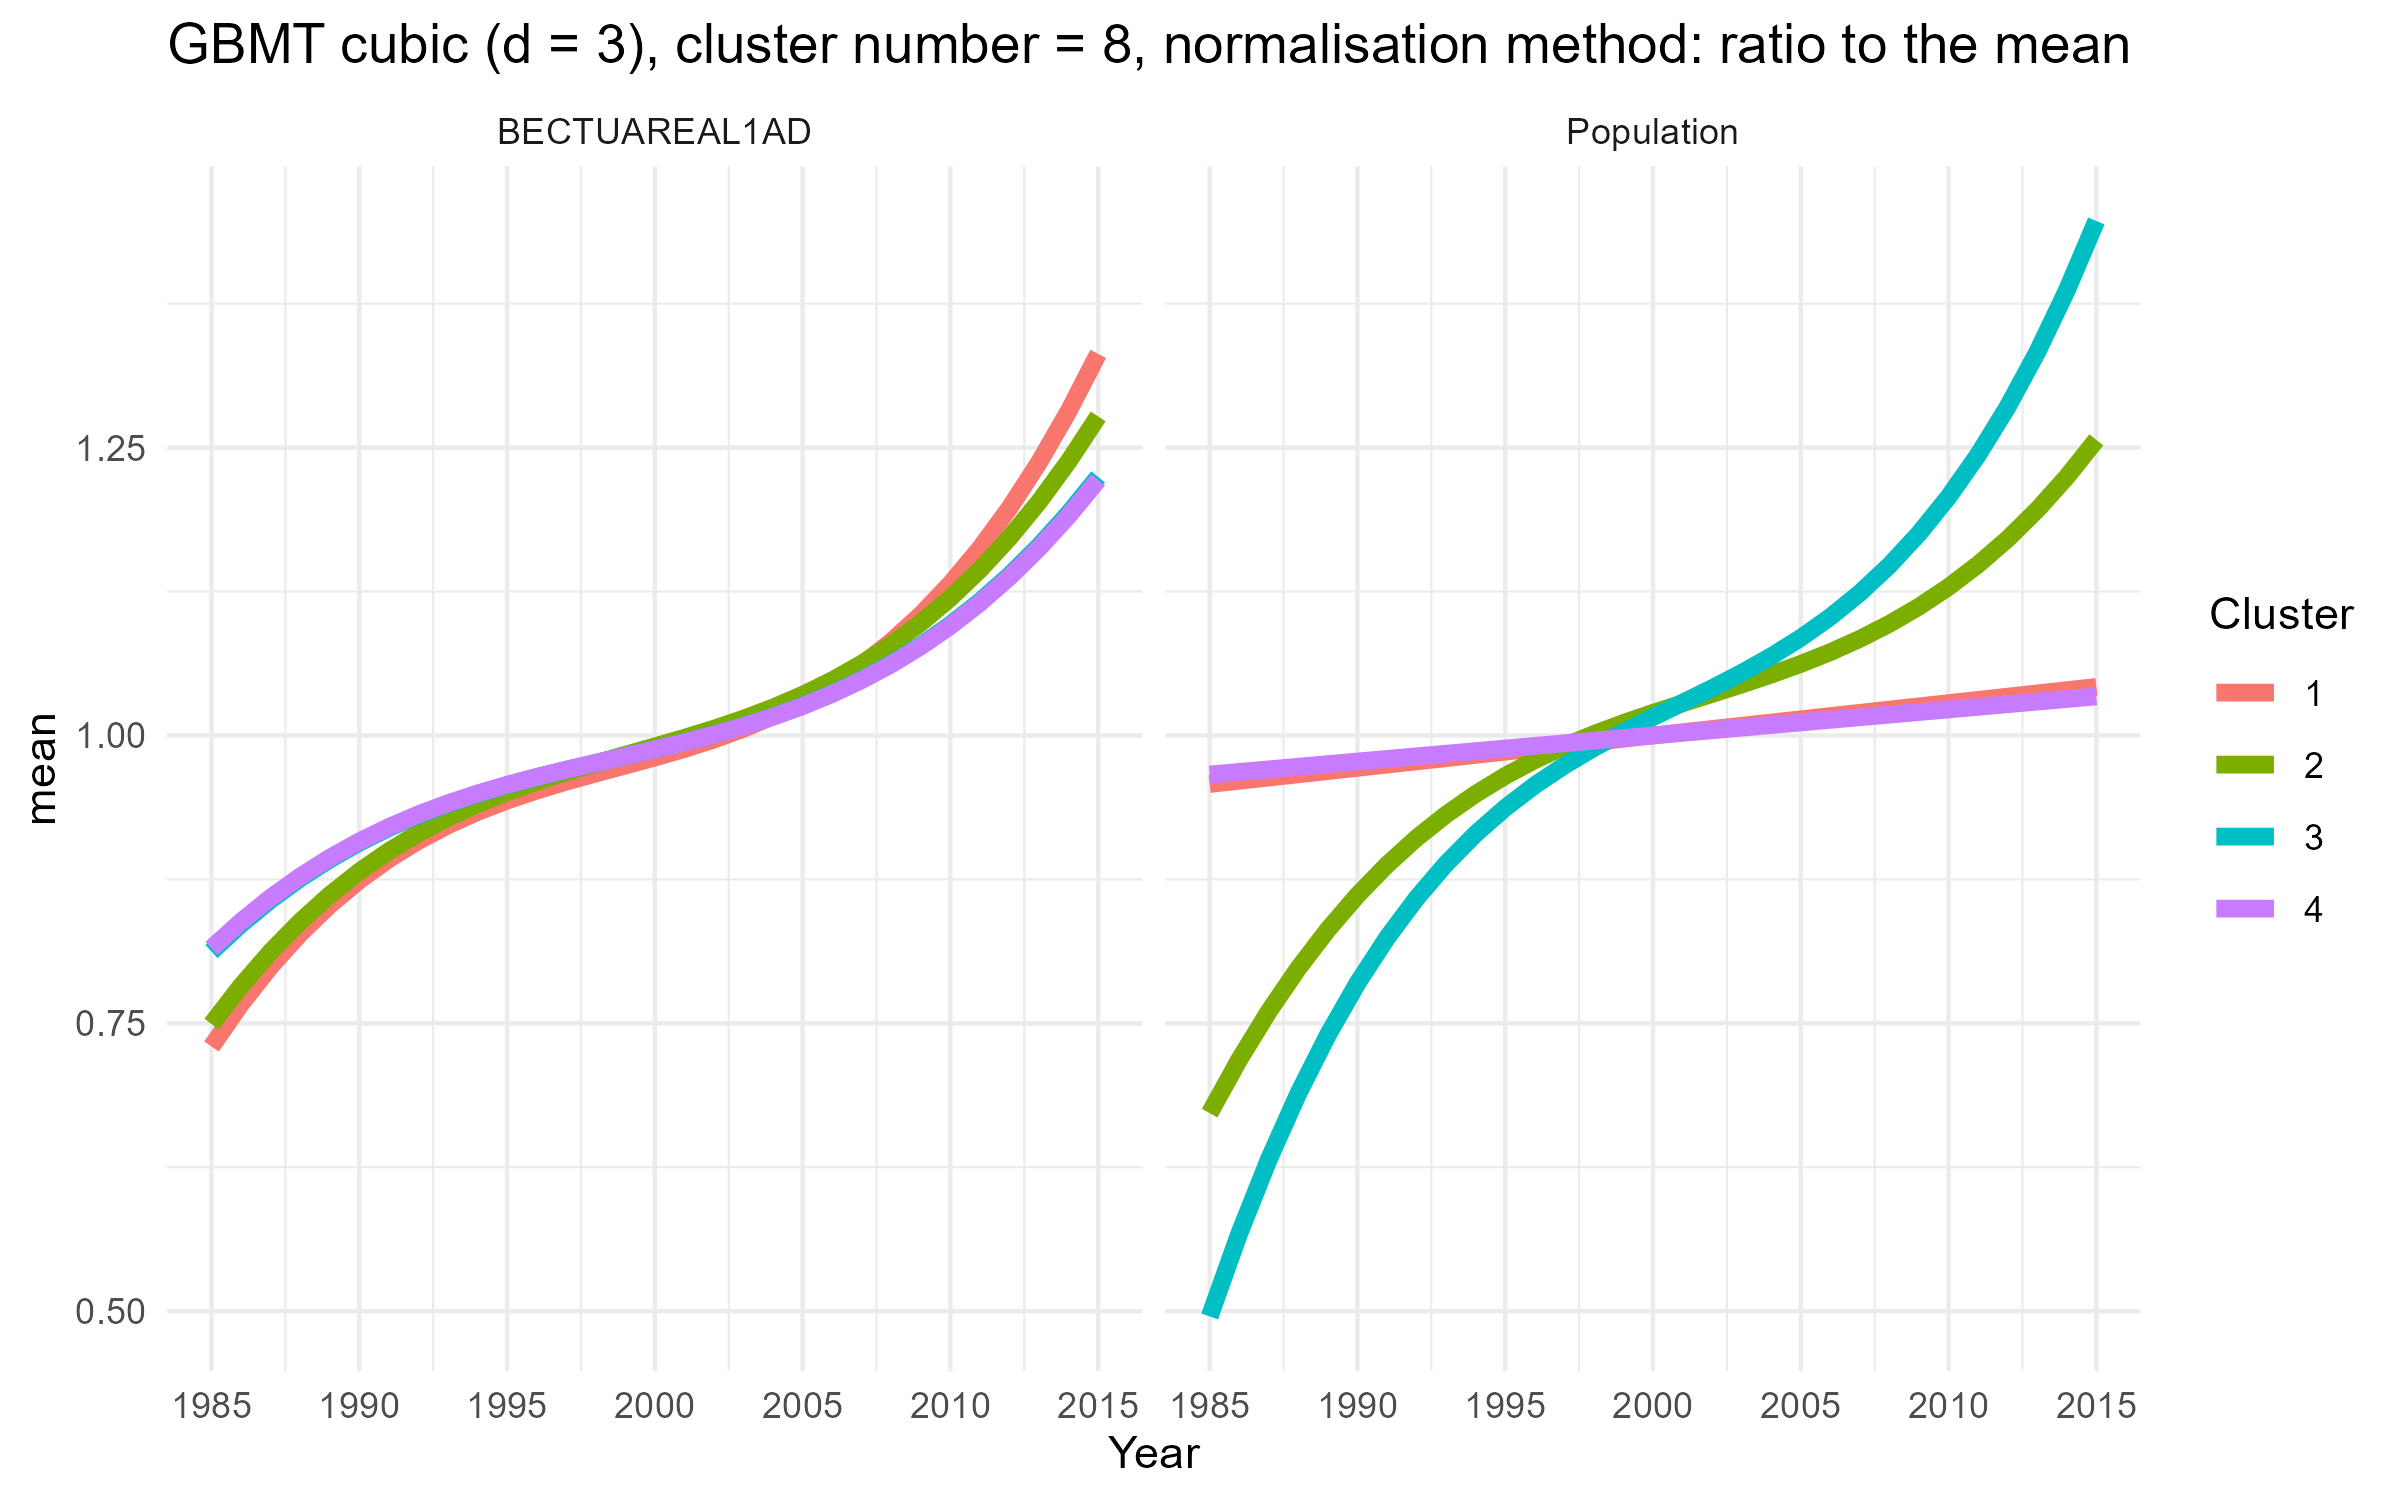 GBMT cubic (d = 3), cluster number = 8, normalisation method: ratio to the mean
BECTUAREAL1AD
Population
mean
1.25
1.00
0.75
0.50
1985 1990 1995 2000 2005 2010 2015
1985 1990 1995 2000 2005 2010 2015
Year
Cluster
1
2
3
4